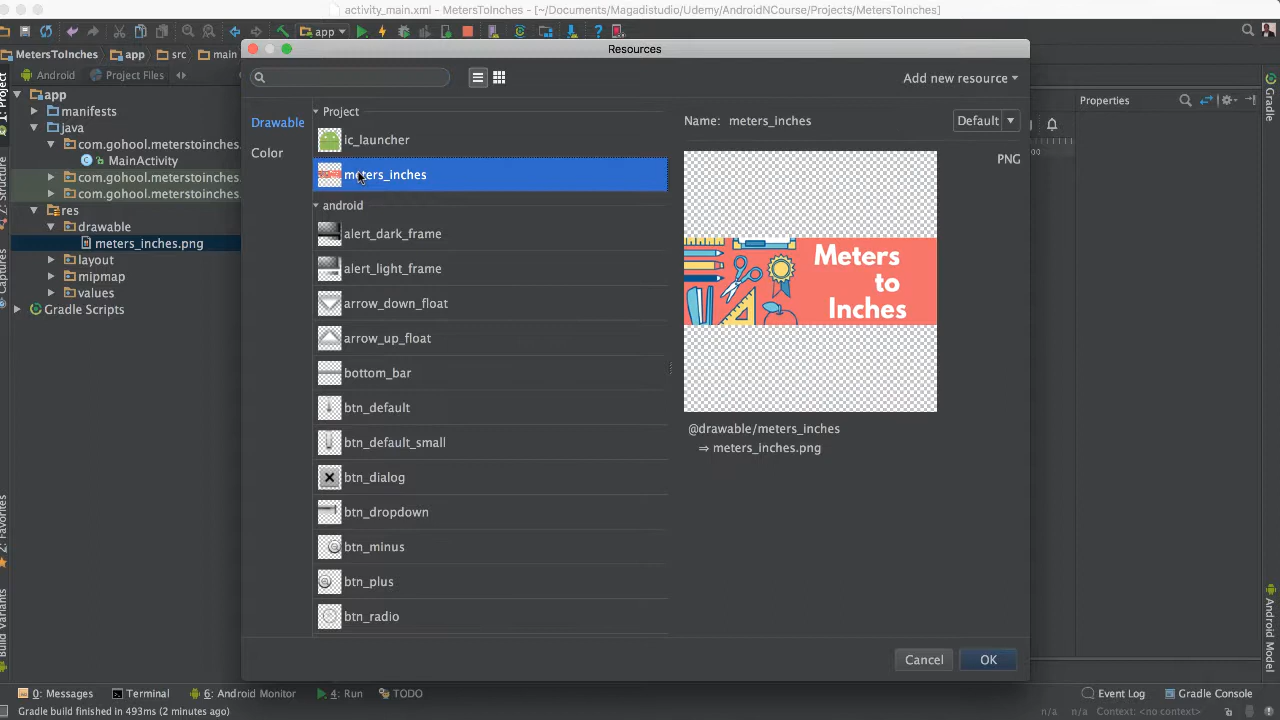 activity_main.xml - MetersToInches - [~/Documents/Magadistudio/Udemy/AndroidNCourse/Projects/MetersToInches]
app
MetersToInches
app
src
main
Resources
Add new resource
Android
Project Files
1: Project
Z: Structure
Captures
2: Favorites
Build Variants
app
manifests
java
com.gohool.meterstoinches.
MainActivity
com.gohool.meterstoinches.
com.gohool.meterstoinches.
res
drawable
meters_inches.png
layout
mipmap
values
Gradle Scripts
Drawable
Color
Project
ic_launcher
meters_inches
android
alert_dark_frame
alert_light_frame
arrow_down_float
arrow_up_float
bottom_bar
btn_default
btn_default_small
btn_dialog
btn_dropdown
btn_minus
btn_plus
btn_radio
Name: meters_inches
Default
PNG
Meters
to
Inches
@drawable/meters_inches
⇒ meters_inches.png
Cancel
OK
Properties
Gradle
Android Model
0: Messages
Terminal
6: Android Monitor
4: Run
TODO
Event Log
Gradle Console
Gradle build finished in 493ms (2 minutes ago)
n/a
n/a
Context: <no context>